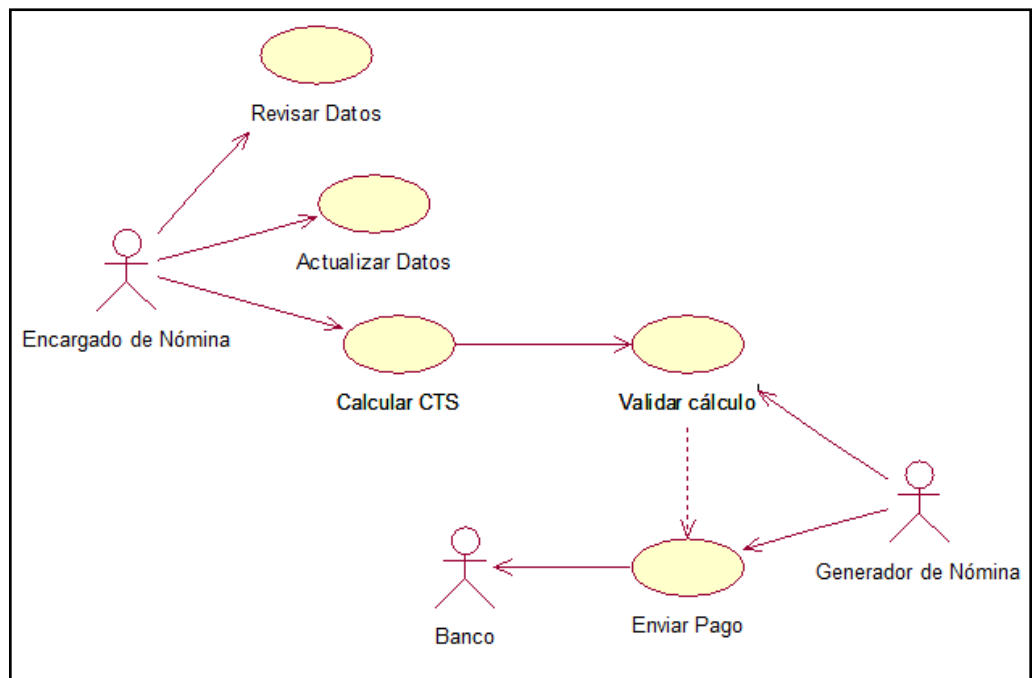 Revisar Datos
Actualizar Datos
Encargado de Nómina
Calcular CTS
Validar cálculo
Generador de Nómina
Banco
Enviar Pago